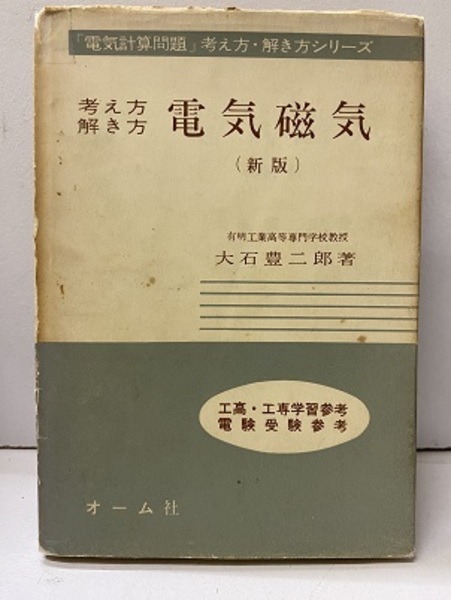 「電気計算問題」考え方・解き方シリーズ
考え方
解き方
電気磁気
(新版)
有明工業高等専門学校教授
大石豊二郎著
工高・工専学習参考
電験受験参考
オーム社